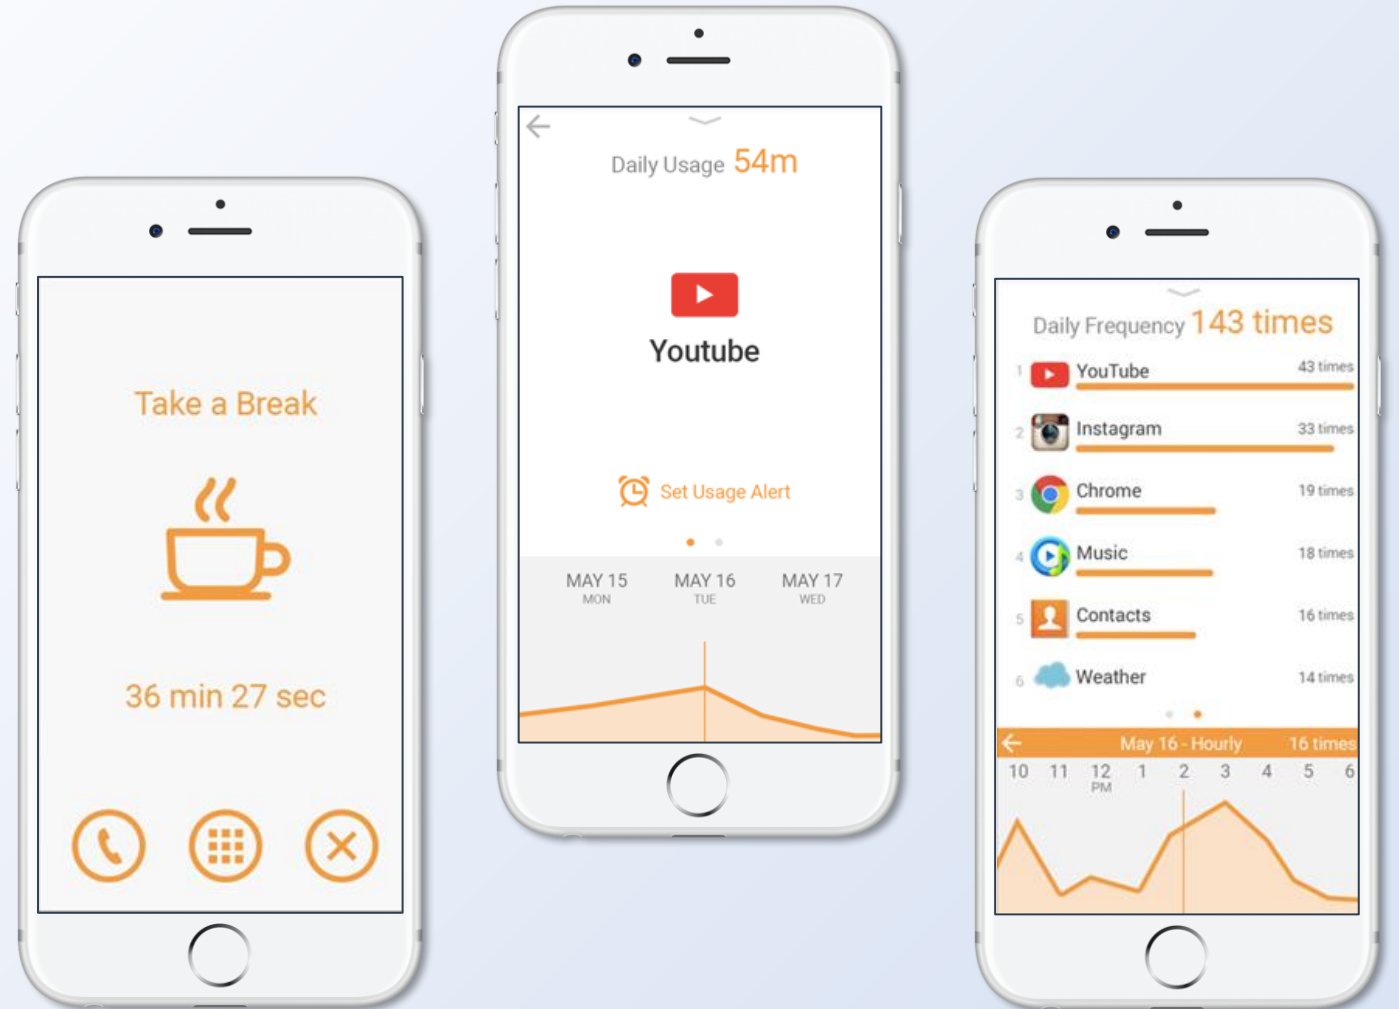 Take a Break
36 min 27 sec
Daily Usage 54m
Youtube
Set Usage Alert
MAY 15 MAY 16 MAY 17
MON TUE WED
Daily Frequency 143 times
1 YouTube 43 times
2 Instagram 33 times
3 Chrome 19 times
4 Music 18 times
5 Contacts 16 times
6 Weather 14 times
May 16 - Hourly 16 times
10 11 12 1 2 3 4 5 6
PM